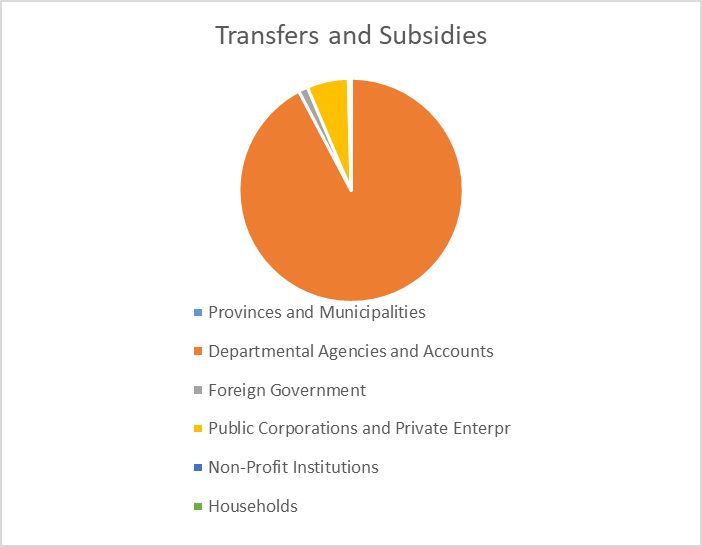 Transfers and Subsidies
Provinces and Municipalities
Departmental Agencies and Accounts
Foreign Government
Public Corporations and Private Enterpr
Non-Profit Institutions
Households